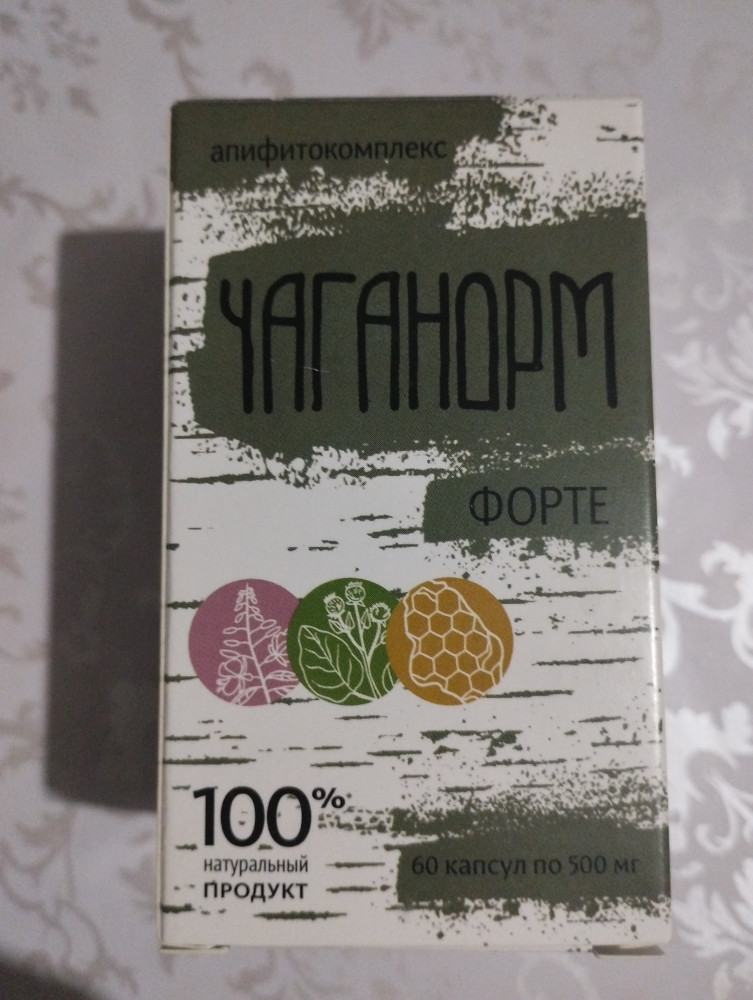 апифитокомплекс
ЧАГАНОРМ
ФОРТЕ
100%
натуральный
ПРОДУКТ
60 капсул по 500 мг